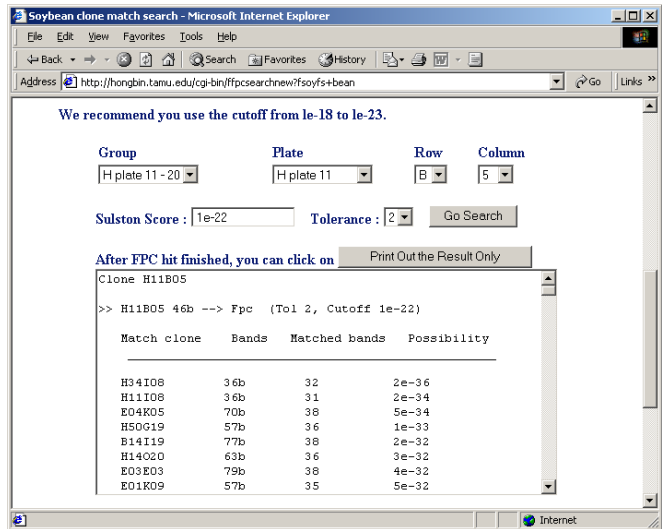 Soybean clone match search - Microsoft Internet Explorer
File Edit View Favorites Tools Help
Back Search Favorites History
Address http://hongbin.tamu.edu/cgi-bin/ffpcsearchnew?fsoyfs+bean Go Links »
We recommend you use the cutoff from le-18 to le-23.
Group Plate Row Column
H plate 11 - 20 H plate 11 B 5
Sulston Score : 1e-22 Tolerance : 2 Go Search
After FPC hit finished, you can click on Print Out the Result Only
Clone H11B05
>> H11B05 46b --> Fpc (Tol 2, Cutoff 1e-22)
Match clone Bands Matched bands Possibility
H34I08 36b 32 2e-36
H11I08 36b 31 2e-34
E04K05 70b 38 5e-34
H50G19 57b 36 1e-33
B14I19 77b 38 2e-32
H14O20 63b 36 3e-32
E03E03 79b 38 4e-32
E01K09 57b 35 5e-32
Internet